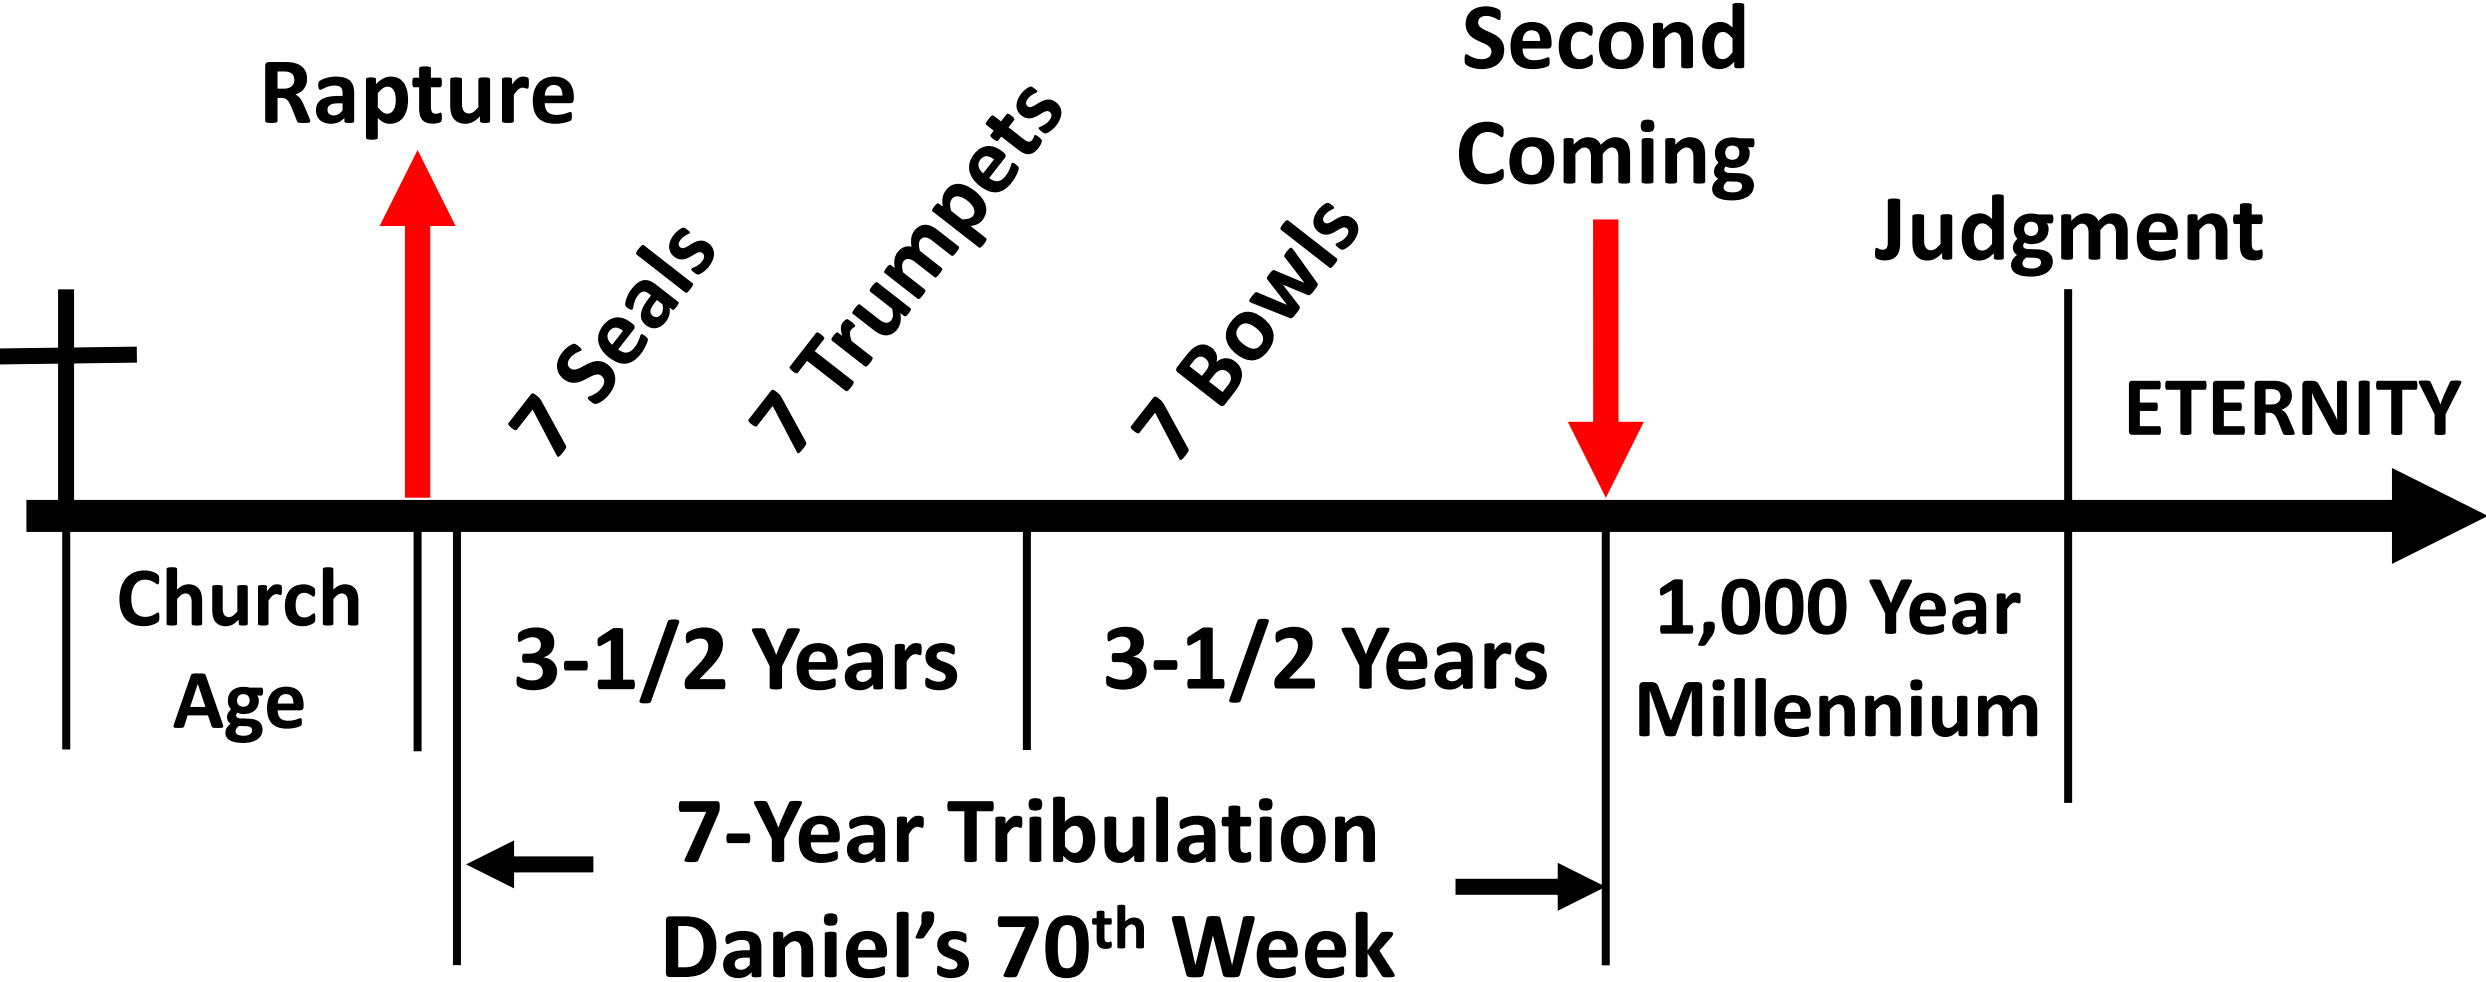 Rapture
7 Seals
7 Trumpets
7 Bowls
Second
Coming
Judgment
ETERNITY
Church
Age
3-1/2 Years
3-1/2 Years
1,000 Year
Millennium
7-Year Tribulation
Daniel’s 70th Week